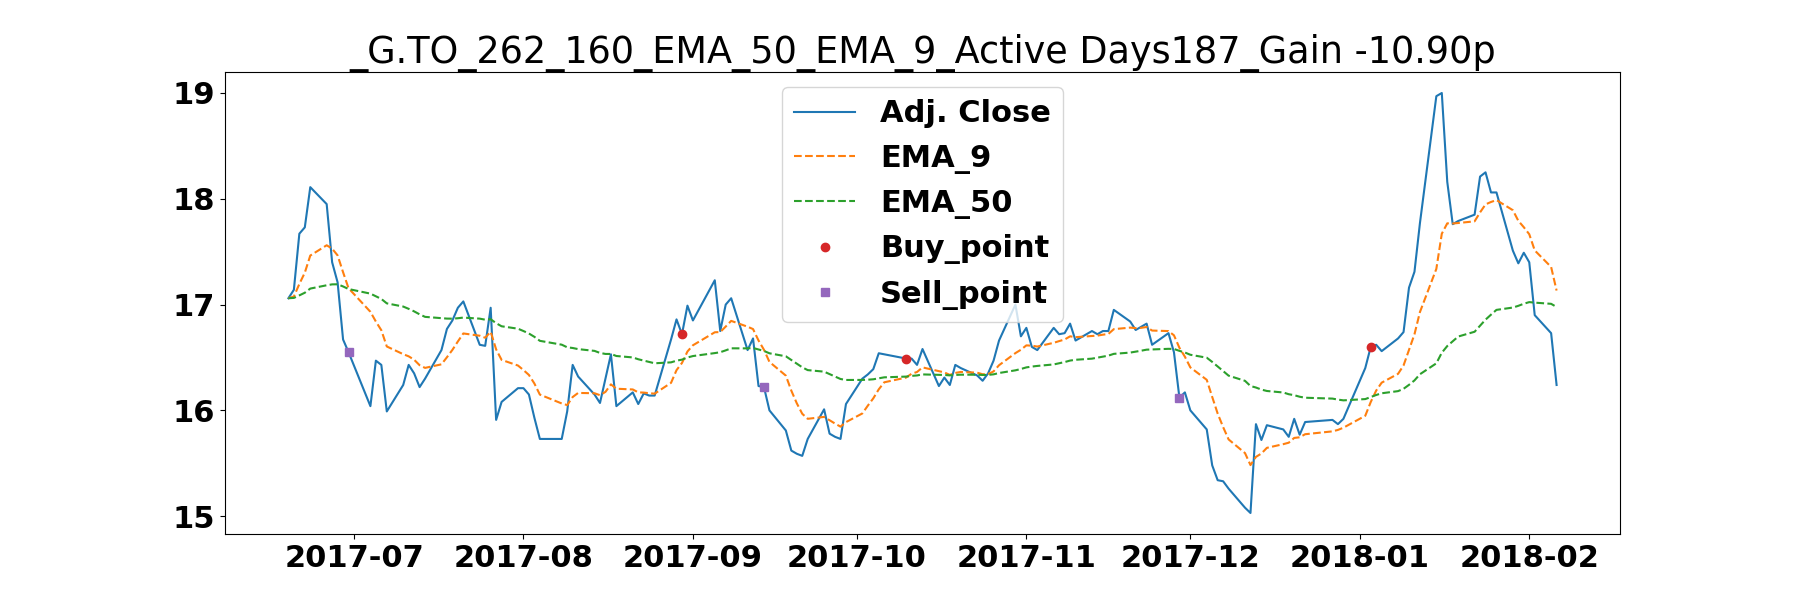 _G.TO_262_160_EMA_50_EMA_9_Active Days187_Gain -10.90p
19
18
17
16
15
Adj. Close
EMA_9
EMA_50
Buy_point
Sell_point
2017-07 2017-08 2017-09 2017-10 2017-11 2017-12 2018-01 2018-02